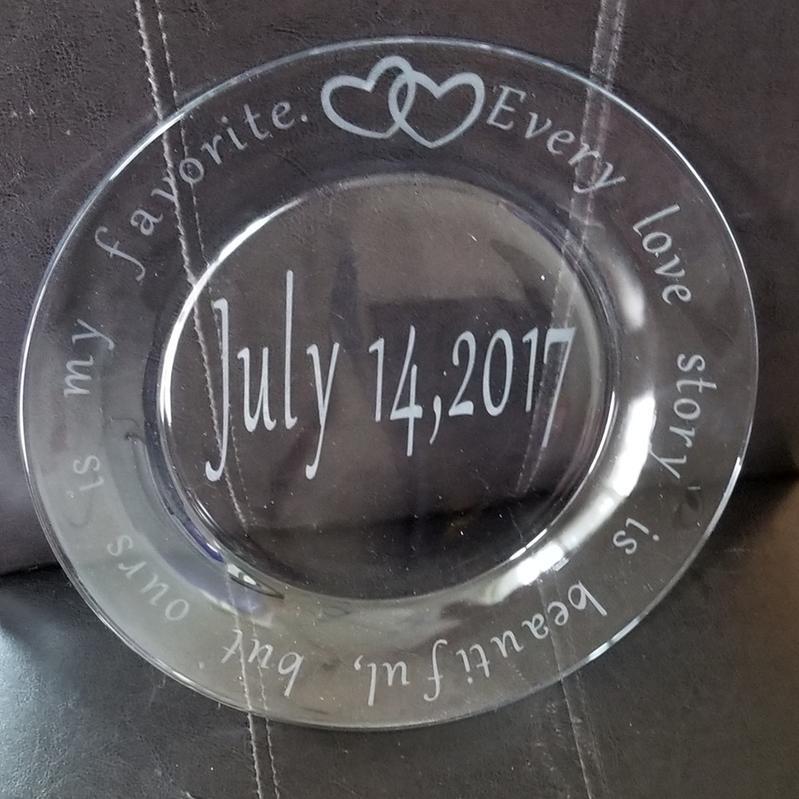 Every love story is beautiful, but ours is my favorite.
July 14,2017